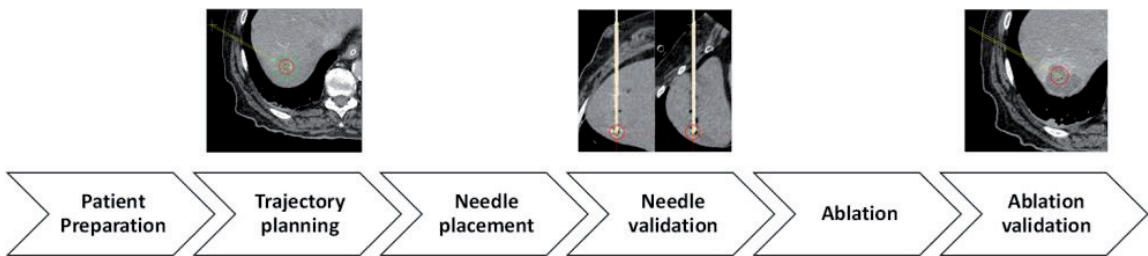 Patient
Preparation
Trajectory
planning
Needle
placement
Needle
validation
Ablation
Ablation
validation